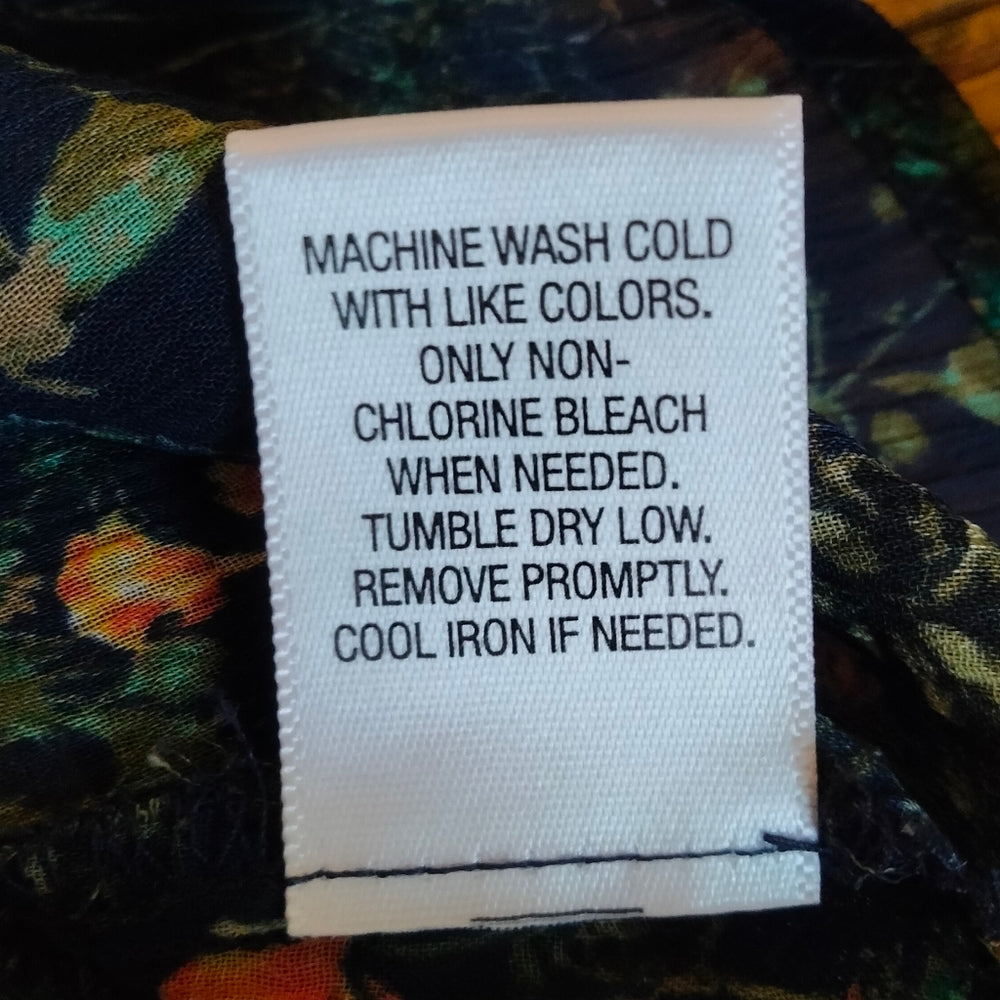 MACHINE WASH COLD
WITH LIKE COLORS.
ONLY NON-
CHLORINE BLEACH
WHEN NEEDED.
TUMBLE DRY LOW.
REMOVE PROMPTLY.
COOL IRON IF NEEDED.